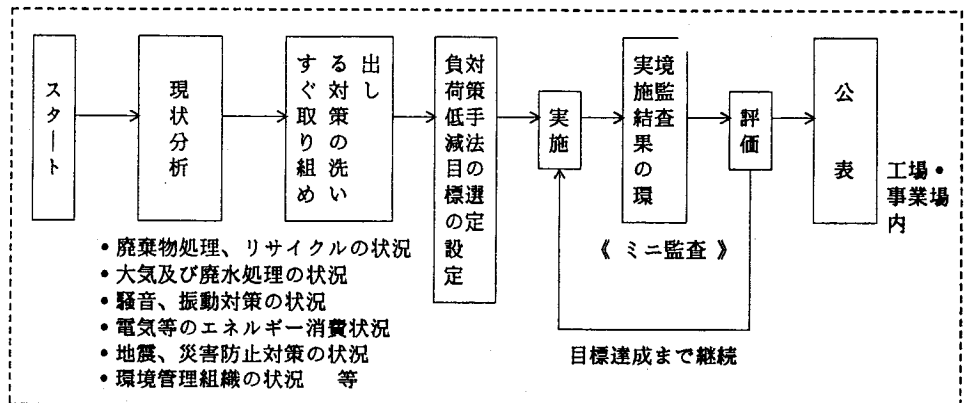 スタート
現状分析
すぐ取り組め
る対策の洗い
出し
負荷低減目標の設定
対策手法の選定
実施
実施結果の環
境監査
評価
公表
工場・
事業場
内
《 ミニ監査 》
目標達成まで継続
・廃棄物処理、リサイクルの状況
・大気及び廃水処理の状況
・騒音、振動対策の状況
・電気等のエネルギー消費状況
・地震、災害防止対策の状況
・環境管理組織の状況　等